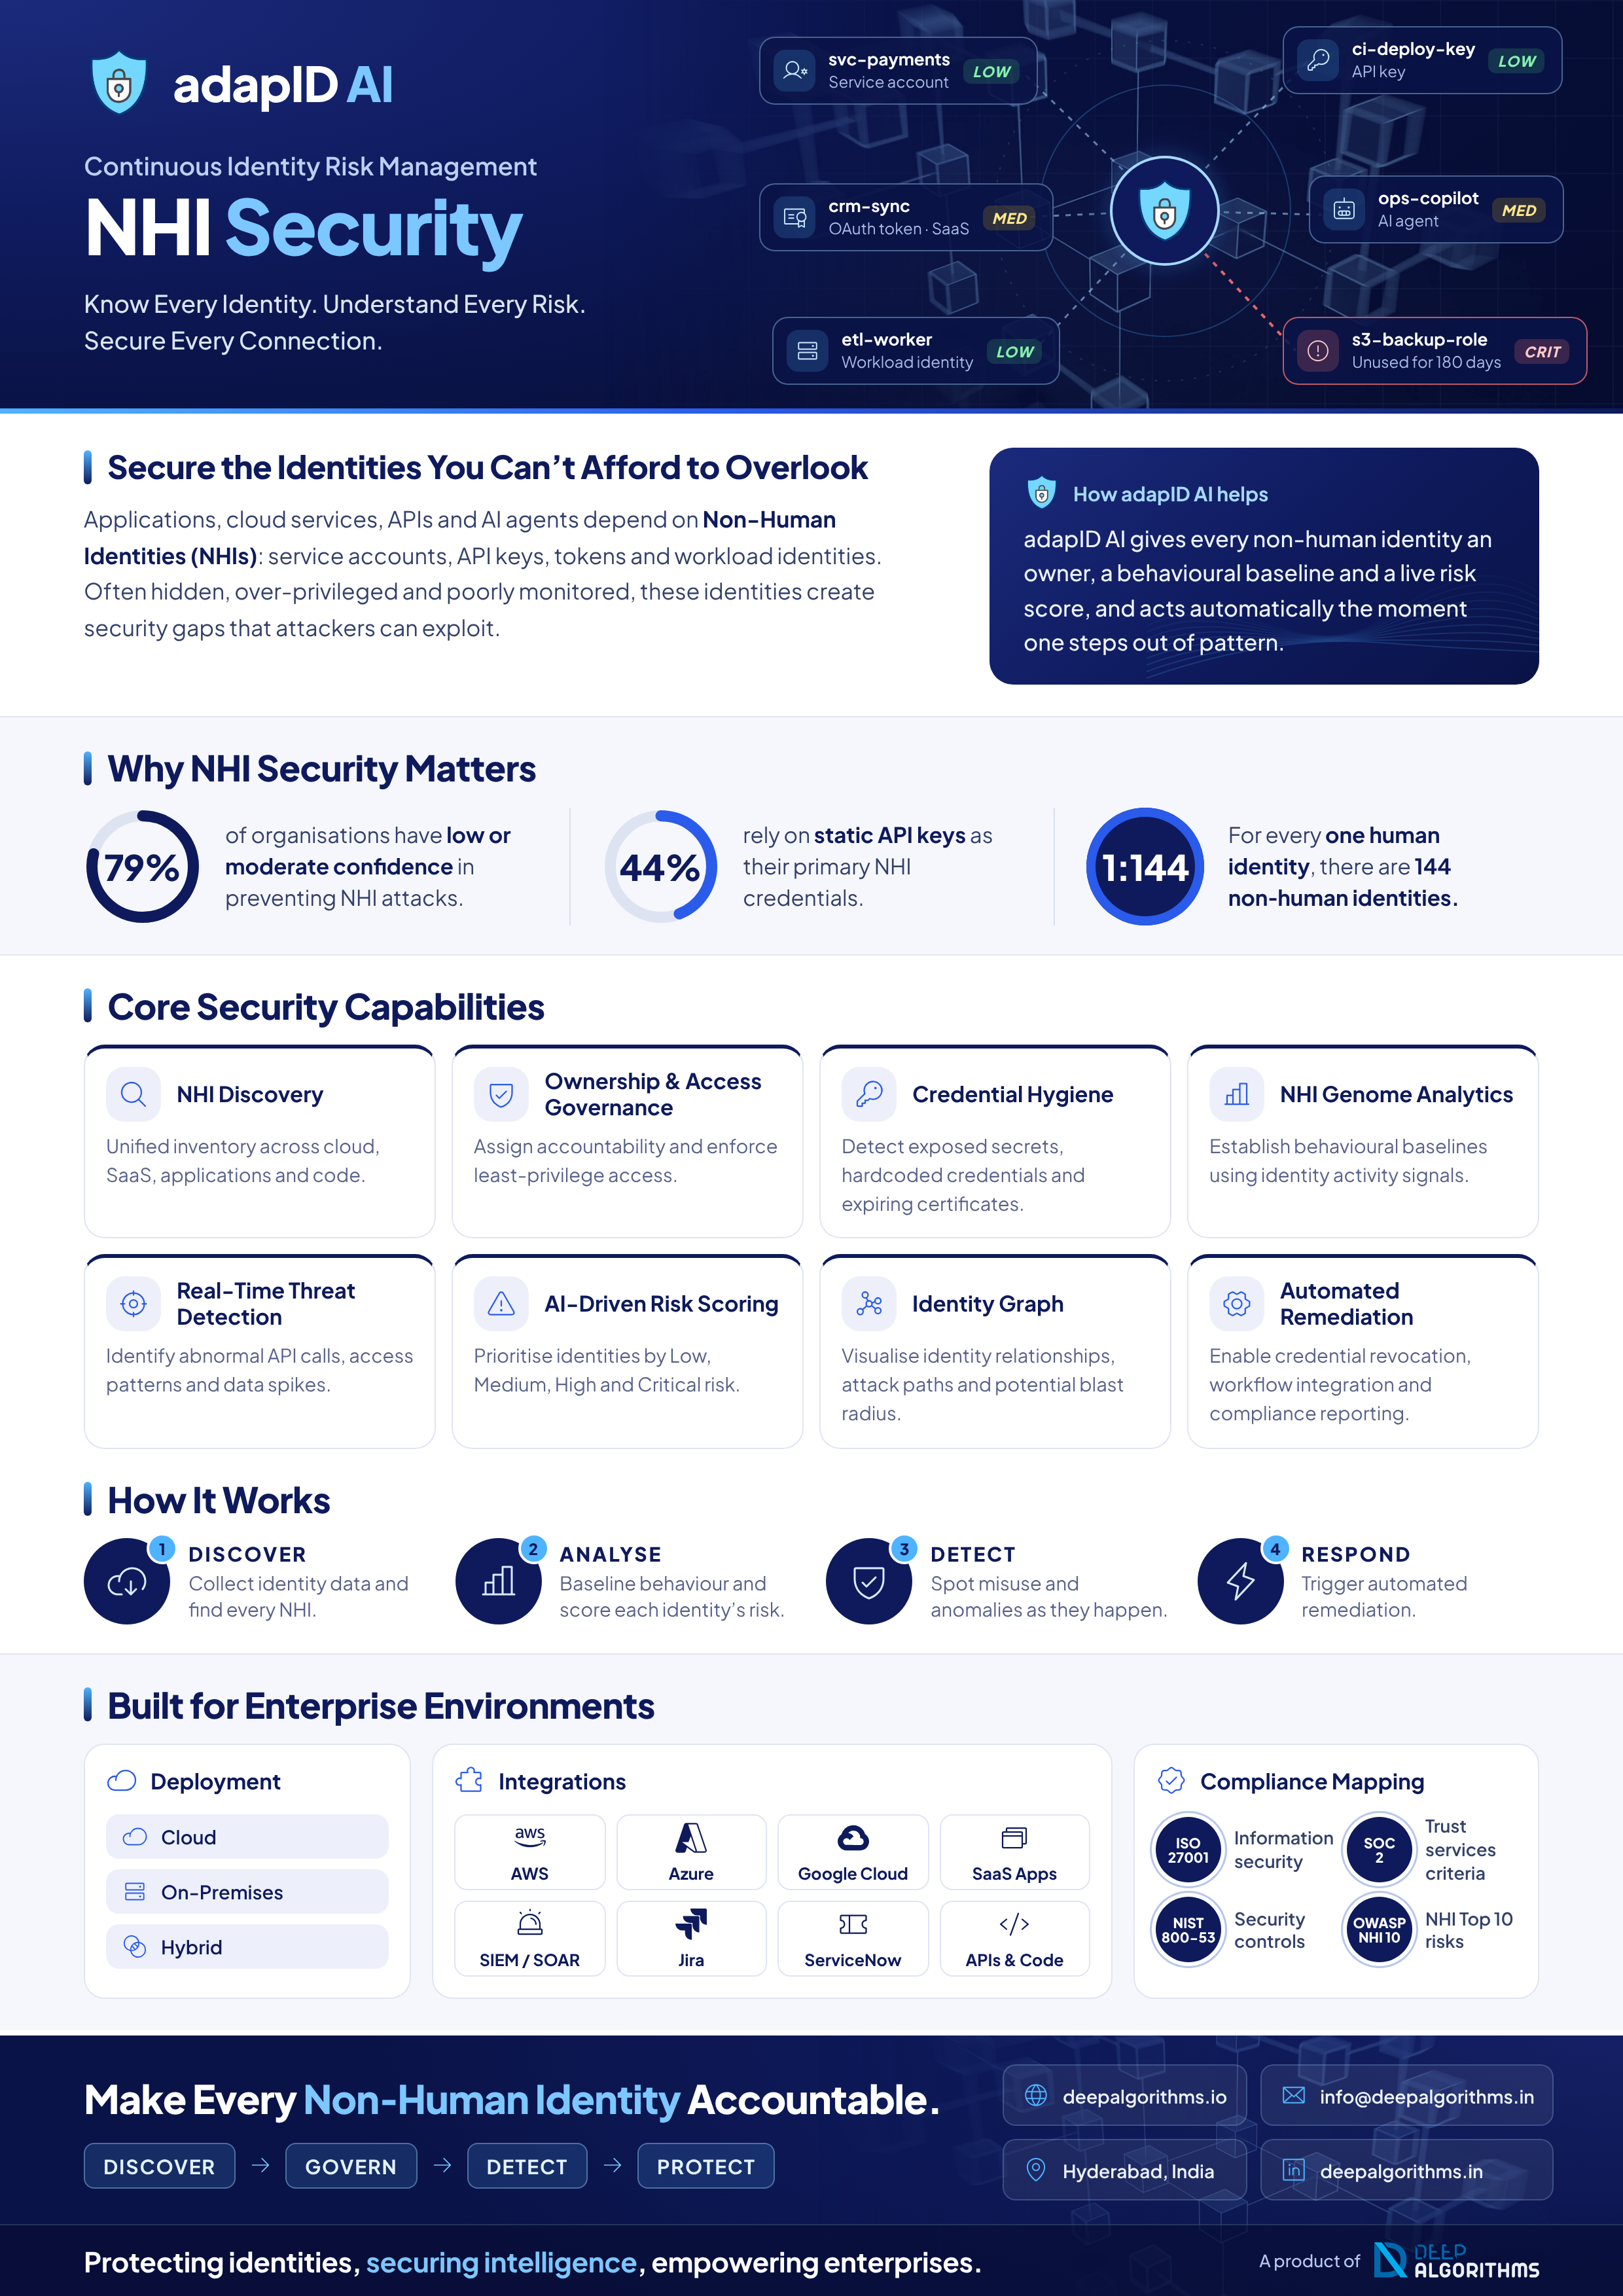 adapID AI
Continuous Identity Risk Management
NHI Security
Know Every Identity. Understand Every Risk.
Secure Every Connection.
svc-payments
Service account
LOW
ci-deploy-key
API key
LOW
crm-sync
OAuth token · SaaS
MED
ops-copilot
AI agent
MED
etl-worker
Workload identity
LOW
s3-backup-role
Unused for 180 days
CRIT
Secure the Identities You Can’t Afford to Overlook
Applications, cloud services, APIs and AI agents depend on Non-Human
Identities (NHIs): service accounts, API keys, tokens and workload identities.
Often hidden, over-privileged and poorly monitored, these identities create
security gaps that attackers can exploit.
How adapID AI helps
adapID AI gives every non-human identity an
owner, a behavioural baseline and a live risk
score, and acts automatically the moment
one steps out of pattern.
Why NHI Security Matters
79%
of organisations have low or
moderate confidence in
preventing NHI attacks.
44%
rely on static API keys as
their primary NHI
credentials.
1:144
For every one human
identity, there are 144
non-human identities.
Core Security Capabilities
NHI Discovery
Unified inventory across cloud,
SaaS, applications and code.
Ownership & Access
Governance
Assign accountability and enforce
least-privilege access.
Credential Hygiene
Detect exposed secrets,
hardcoded credentials and
expiring certificates.
NHI Genome Analytics
Establish behavioural baselines
using identity activity signals.
Real-Time Threat
Detection
Identify abnormal API calls, access
patterns and data spikes.
AI-Driven Risk Scoring
Prioritise identities by Low,
Medium, High and Critical risk.
Identity Graph
Visualise identity relationships,
attack paths and potential blast
radius.
Automated
Remediation
Enable credential revocation,
workflow integration and
compliance reporting.
How It Works
1
DISCOVER
Collect identity data and
find every NHI.
2
ANALYSE
Baseline behaviour and
score each identity’s risk.
3
DETECT
Spot misuse and
anomalies as they happen.
4
RESPOND
Trigger automated
remediation.
Built for Enterprise Environments
Deployment
Cloud
On-Premises
Hybrid
Integrations
aws
AWS
Azure
Google Cloud
SaaS Apps
SIEM / SOAR
Jira
ServiceNow
</>
APIs & Code
Compliance Mapping
ISO
27001
Information
security
SOC
2
Trust
services
criteria
NIST
800-53
Security
controls
OWASP
NHI 10
NHI Top 10
risks
Make Every Non-Human Identity Accountable.
DISCOVER → GOVERN → DETECT → PROTECT
deepalgorithms.io
info@deepalgorithms.in
Hyderabad, India
in
deepalgorithms.in
Protecting identities, securing intelligence, empowering enterprises.
A product of
DEEP
ALGORITHMS